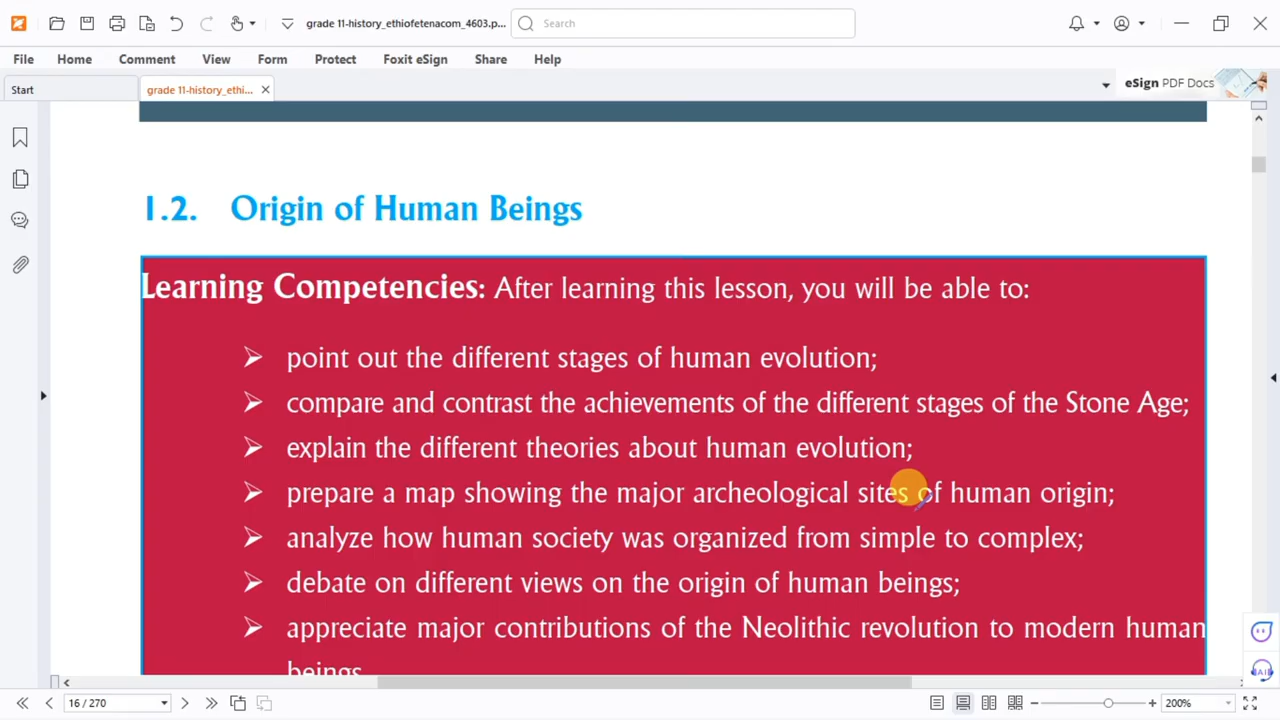 grade 11-history_ethiofetenacom_4603.p...
Search
File Home Comment View Form Protect Foxit eSign Share Help
Start
grade 11-history_ethi...
eSign PDF Docs
1.2. Origin of Human Beings
Learning Competencies: After learning this lesson, you will be able to:
➢ point out the different stages of human evolution;
➢ compare and contrast the achievements of the different stages of the Stone Age;
➢ explain the different theories about human evolution;
➢ prepare a map showing the major archeological sites of human origin;
➢ analyze how human society was organized from simple to complex;
➢ debate on different views on the origin of human beings;
➢ appreciate major contributions of the Neolithic revolution to modern human
beings
AI
16 / 270
200%